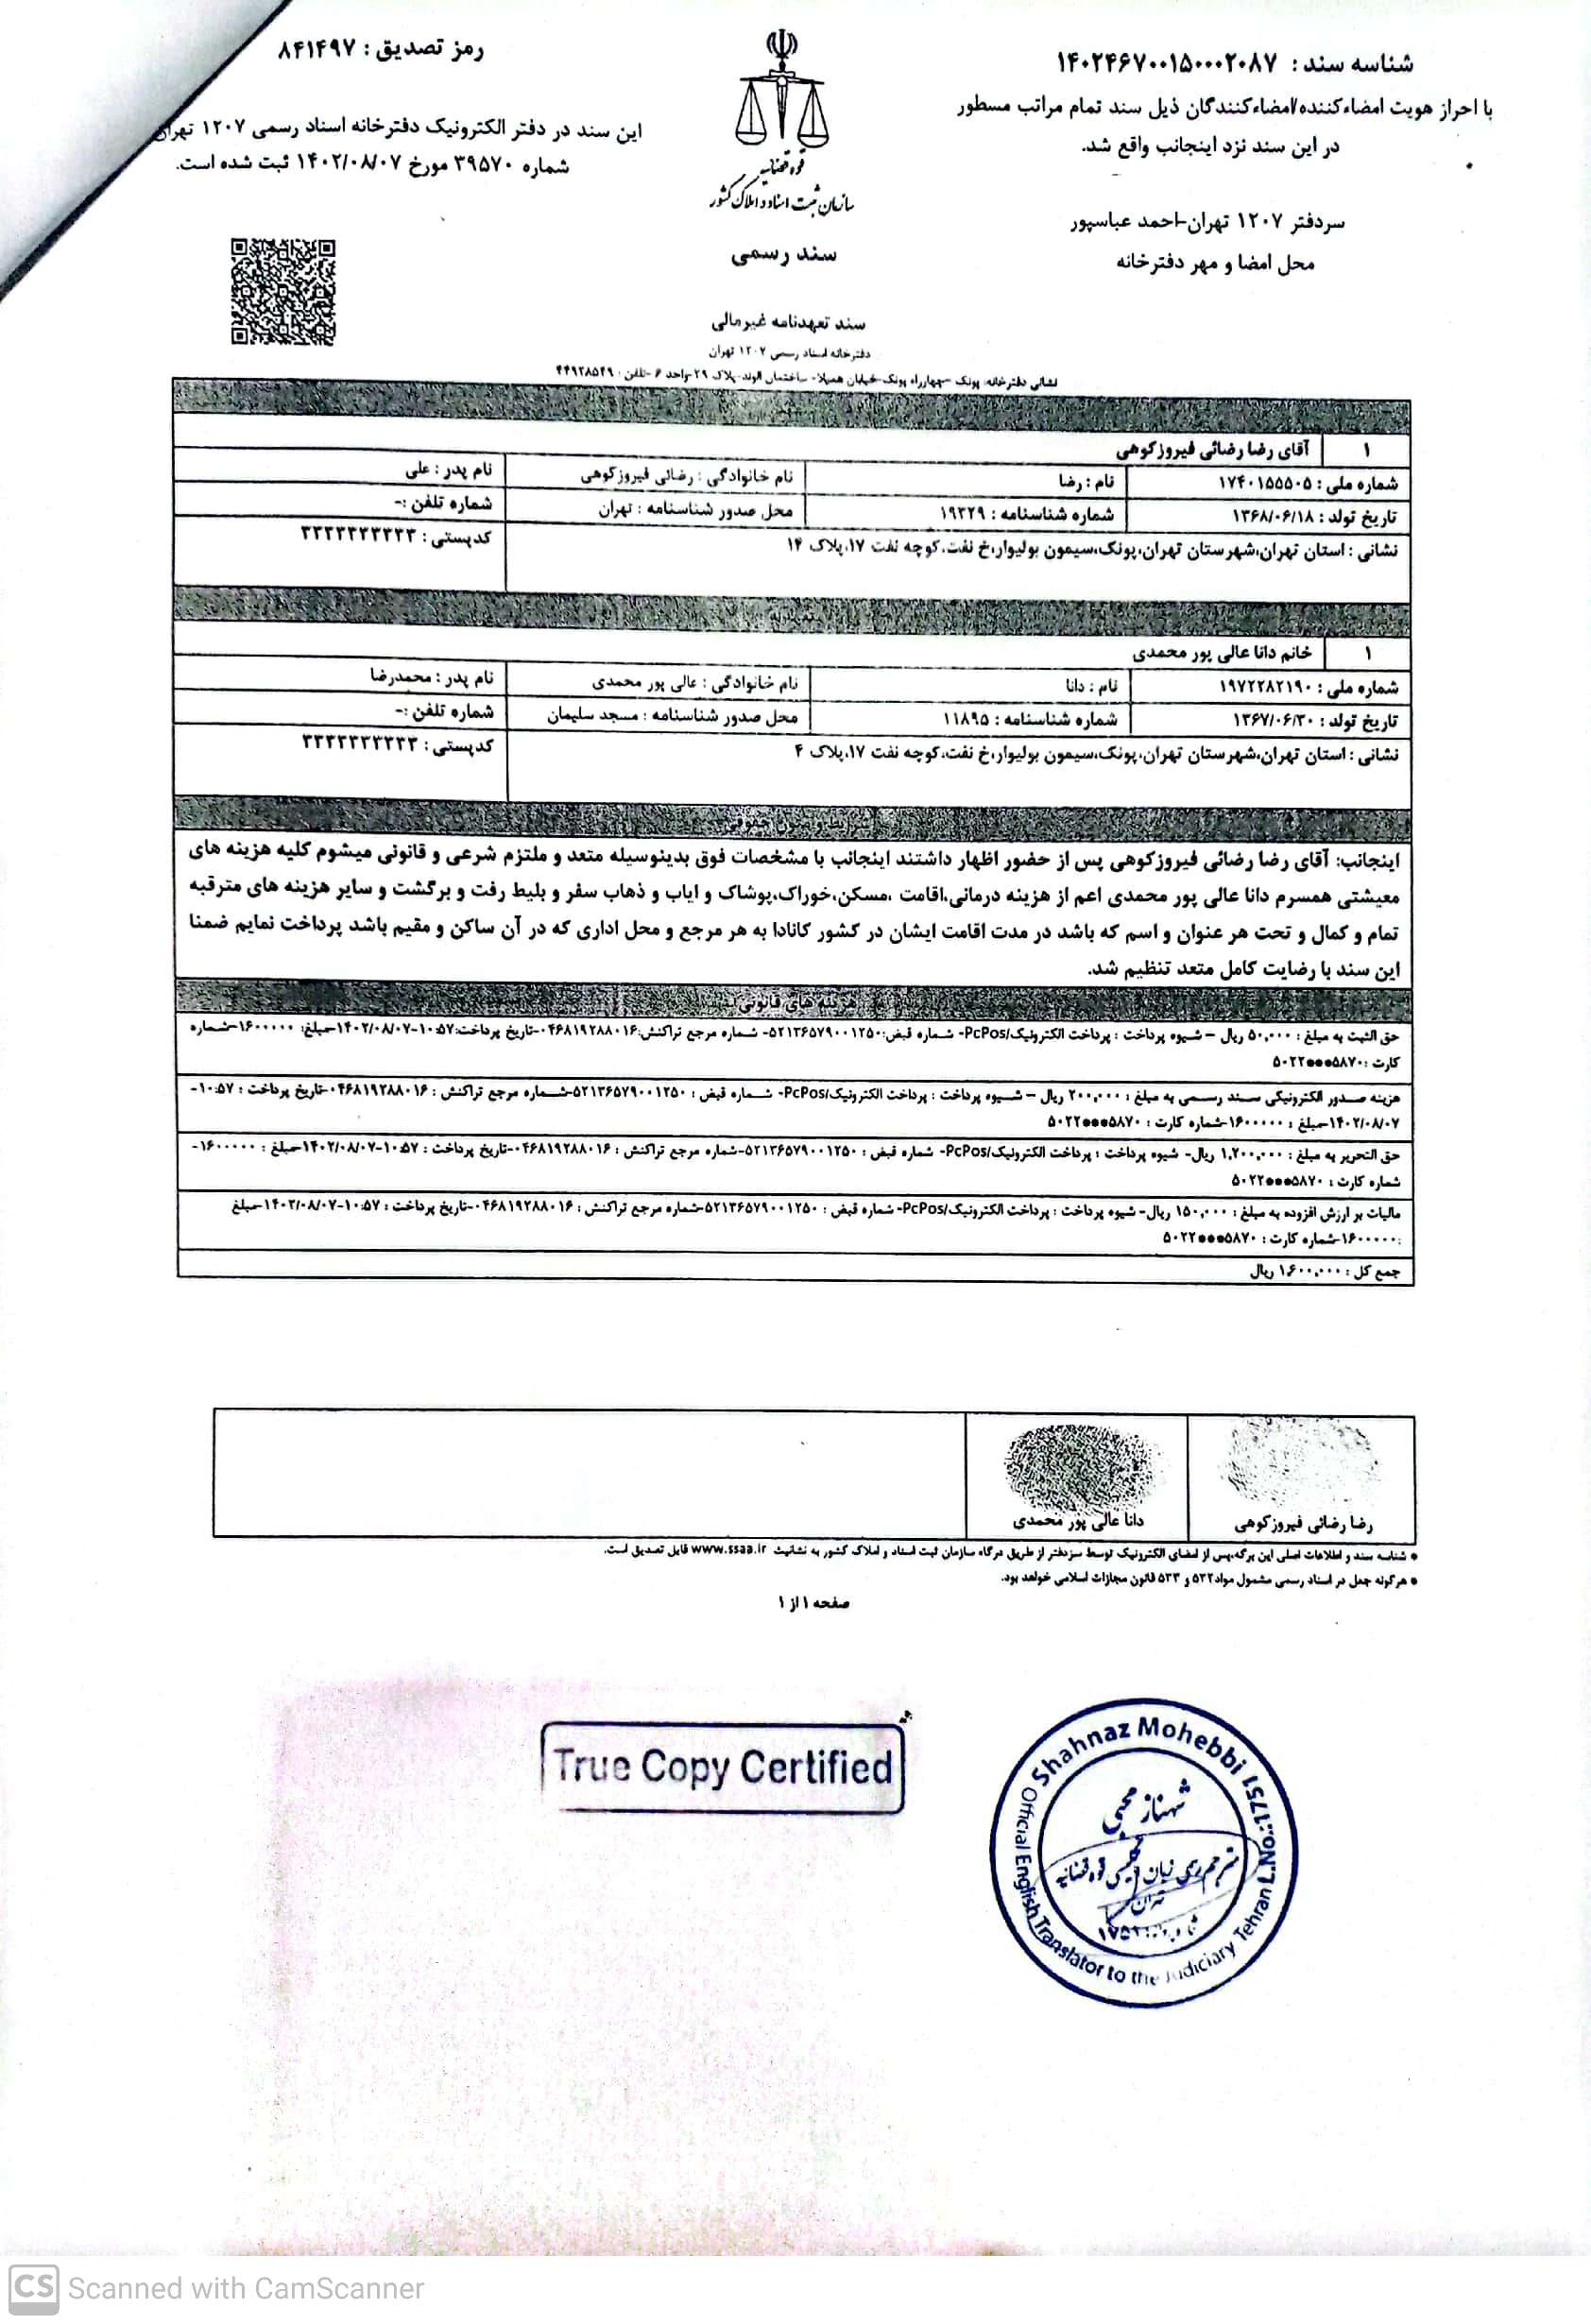 شناسه سند : ۱۴۰۲۴۶۷۰۰۱۵۰۰۰۲۰۸۷
با احراز هویت امضاءکننده/امضاءکنندگان ذیل سند تمام مراتب مسطور
در این سند نزد اینجانب واقع شد.
سردفتر ۱۲۰۷ تهران-احمد عباسپور
محل امضا و مهر دفترخانه
قوه قضائیه
سازمان ثبت اسناد و املاک کشور
سند رسمی
رمز تصدیق : ۸۴۱۴۹۷
این سند در دفتر الکترونیک دفترخانه اسناد رسمی ۱۲۰۷ تهران
شماره ۳۹۵۷۰ مورخ ۱۴۰۲/۰۸/۰۷ ثبت شده است.
سند تعهدنامه غیرمالی
دفترخانه اسناد رسمی ۱۲۰۷ تهران
نشانی دفترخانه: پونک -چهارراه پونک-خیابان همیلا- ساختمان الوند-پلاک ۲۹-واحد ۶ -تلفن : ۴۴۹۳۸۵۴۹
۱ آقای رضا رضائی فیروزکوهی
شماره ملی : ۱۷۴۰۱۵۵۵۰۵ نام : رضا نام خانوادگی : رضائی فیروزکوهی نام پدر : علی
تاریخ تولد : ۱۳۶۸/۰۶/۱۸ شماره شناسنامه : ۱۹۳۲۹ محل صدور شناسنامه : تهران شماره تلفن :-
نشانی : استان تهران،شهرستان تهران،پونک،سیمون بولیوار،خ نفت،کوچه نفت ۱۷،پلاک ۱۴ کدپستی : ۳۳۳۳۳۳۳۳۳۳
۱ خانم دانا عالی پور محمدی
شماره ملی : ۱۹۷۲۲۸۲۱۹۰ نام : دانا نام خانوادگی : عالی پور محمدی نام پدر : محمدرضا
تاریخ تولد : ۱۳۶۷/۰۶/۳۰ شماره شناسنامه : ۱۱۸۹۵ محل صدور شناسنامه : مسجد سلیمان شماره تلفن :-
نشانی : استان تهران،شهرستان تهران،پونک،سیمون بولیوار،خ نفت،کوچه نفت ۱۷،پلاک ۴ کدپستی : ۳۳۳۳۳۳۳۳۳۳
اینجانب: آقای رضا رضائی فیروزکوهی پس از حضور اظهار داشتند اینجانب با مشخصات فوق بدینوسیله متعد و ملتزم شرعی و قانونی میشوم کلیه هزینه های
معیشتی همسرم دانا عالی پور محمدی اعم از هزینه درمانی،اقامت ،مسکن،خوراک،پوشاک و ایاب و ذهاب سفر و بلیط رفت و برگشت و سایر هزینه های مترقبه
تمام و کمال و تحت هر عنوان و اسم که باشد در مدت اقامت ایشان در کشور کانادا به هر مرجع و محل اداری که در آن ساکن و مقیم باشد پرداخت نمایم ضمنا
این سند با رضایت کامل متعد تنظیم شد.
هزینه های قانونی
حق الثبت به مبلغ : ۵۰,۰۰۰ ریال – شیوه پرداخت : پرداخت الکترونیک/PcPos- شماره قبض:۵۲۱۳۶۵۷۹۰۰۱۲۵۰- شماره مرجع تراکنش:۰۴۶۸۱۹۲۸۸۰۱۶-تاریخ پرداخت:۱۰:۵۷-۱۴۰۲/۰۸/۰۷-مبلغ: ۱۶۰۰۰۰۰-شماره
کارت :۵۰۲۲●●●۵۸۷۰
هزینه صدور الکترونیکی سند رسمی به مبلغ : ۲۰۰,۰۰۰ ریال – شیوه پرداخت : پرداخت الکترونیک/PcPos- شماره قبض : ۵۲۱۳۶۵۷۹۰۰۱۲۵۰-شماره مرجع تراکنش : ۰۴۶۸۱۹۲۸۸۰۱۶-تاریخ پرداخت : ۱۰:۵۷-
۱۴۰۲/۰۸/۰۷-مبلغ : ۱۶۰۰۰۰۰-شماره کارت : ۵۰۲۲●●●۵۸۷۰
حق التحریر به مبلغ : ۱,۲۰۰,۰۰۰ ریال- شیوه پرداخت : پرداخت الکترونیک/PcPos- شماره قبض : ۵۲۱۳۶۵۷۹۰۰۱۲۵۰-شماره مرجع تراکنش : ۰۴۶۸۱۹۲۸۸۰۱۶-تاریخ پرداخت : ۱۰:۵۷-۱۴۰۲/۰۸/۰۷-مبلغ : ۱۶۰۰۰۰۰-
شماره کارت : ۵۰۲۲●●●۵۸۷۰
مالیات بر ارزش افزوده به مبلغ : ۱۵۰,۰۰۰ ریال- شیوه پرداخت : پرداخت الکترونیک/PcPos- شماره قبض : ۵۲۱۳۶۵۷۹۰۰۱۲۵۰-شماره مرجع تراکنش : ۰۴۶۸۱۹۲۸۸۰۱۶-تاریخ پرداخت : ۱۰:۵۷-۱۴۰۲/۰۸/۰۷-مبلغ
:۱۶۰۰۰۰۰-شماره کارت : ۵۰۲۲●●●۵۸۷۰
جمع کل : ۱,۶۰۰,۰۰۰ ریال
رضا رضائی فیروزکوهی
دانا عالی پور محمدی
● شناسه سند و اطلاعات اصلی این برگه،پس از امضای الکترونیک توسط سردفتر از طریق درگاه سازمان ثبت اسناد و املاک کشور به نشانیت www.ssaa.ir قابل تصدیق است.
● هرگونه جعل در اسناد رسمی مشمول مواد۵۳۲ و ۵۳۳ قانون مجازات اسلامی خواهد بود.
صفحه ۱ از ۱
True Copy Certified
Shahnaz Mohebbi L.No.:1751
Official English Translator to the Judiciary Tehran
شهناز محبی
مترجم رسمی زبان انگلیسی قوه قضائیه
تهران
CS Scanned with CamScanner